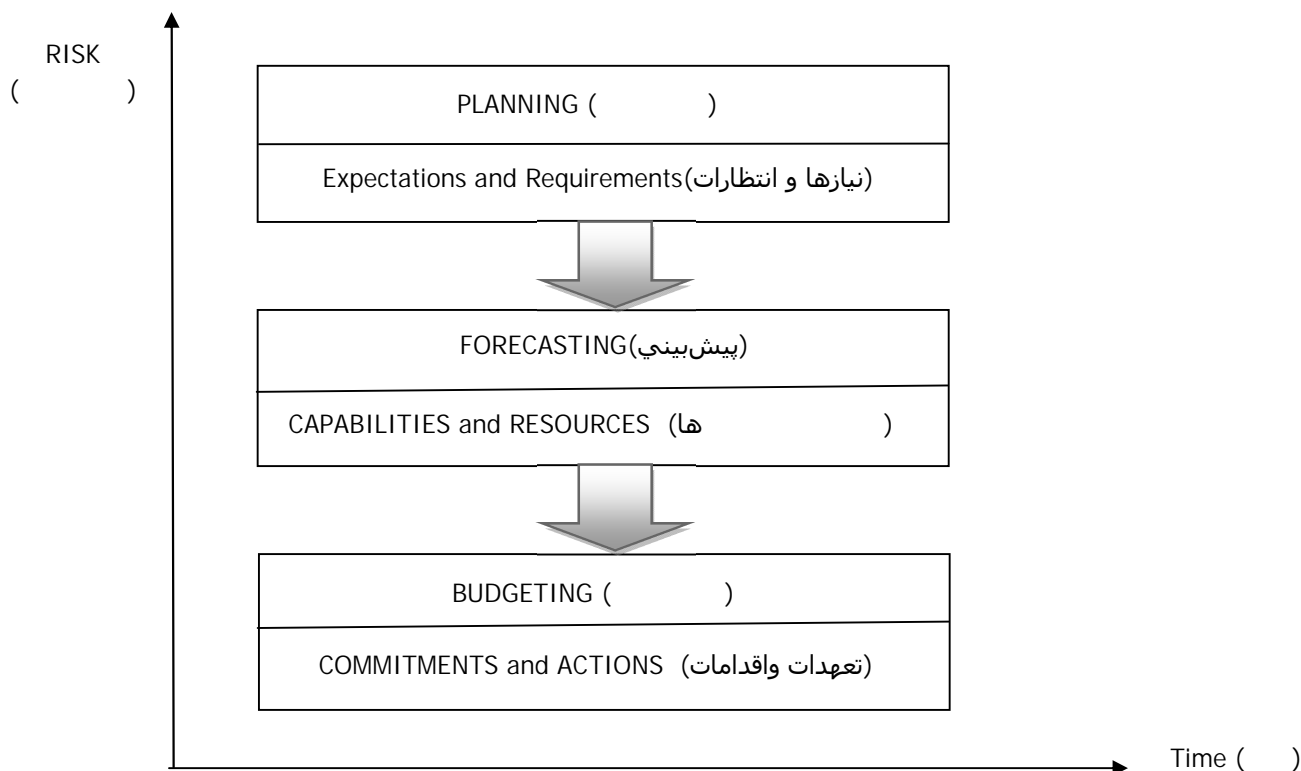 RISK
( )
PLANNING ( )
Expectations and Requirements(نیازها و انتظارات)
FORECASTING(پیش‌بیني)
CAPABILITIES and RESOURCES (ها )
BUDGETING ( )
COMMITMENTS and ACTIONS (تعهدات واقدامات)
Time ( )